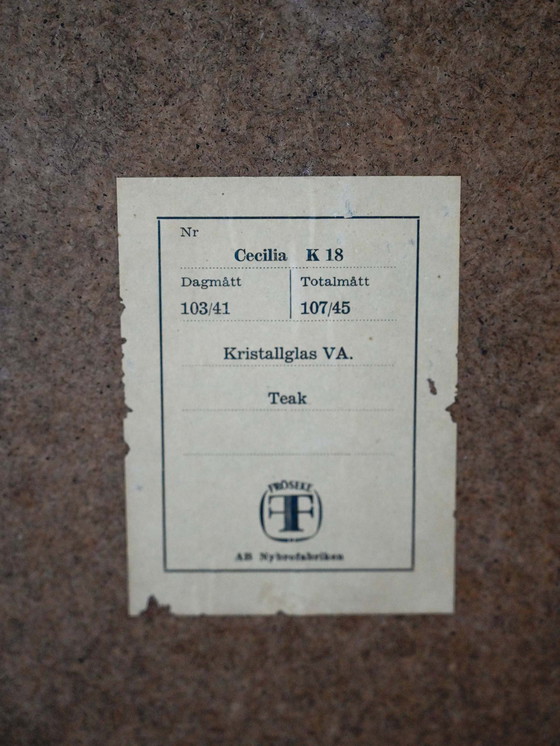 Nr
Cecilia K 18
Dagmått Totalmått
103/41 107/45
Kristallglas VA.
Teak
FRÖSEKE
F
AB Nybrofabriken